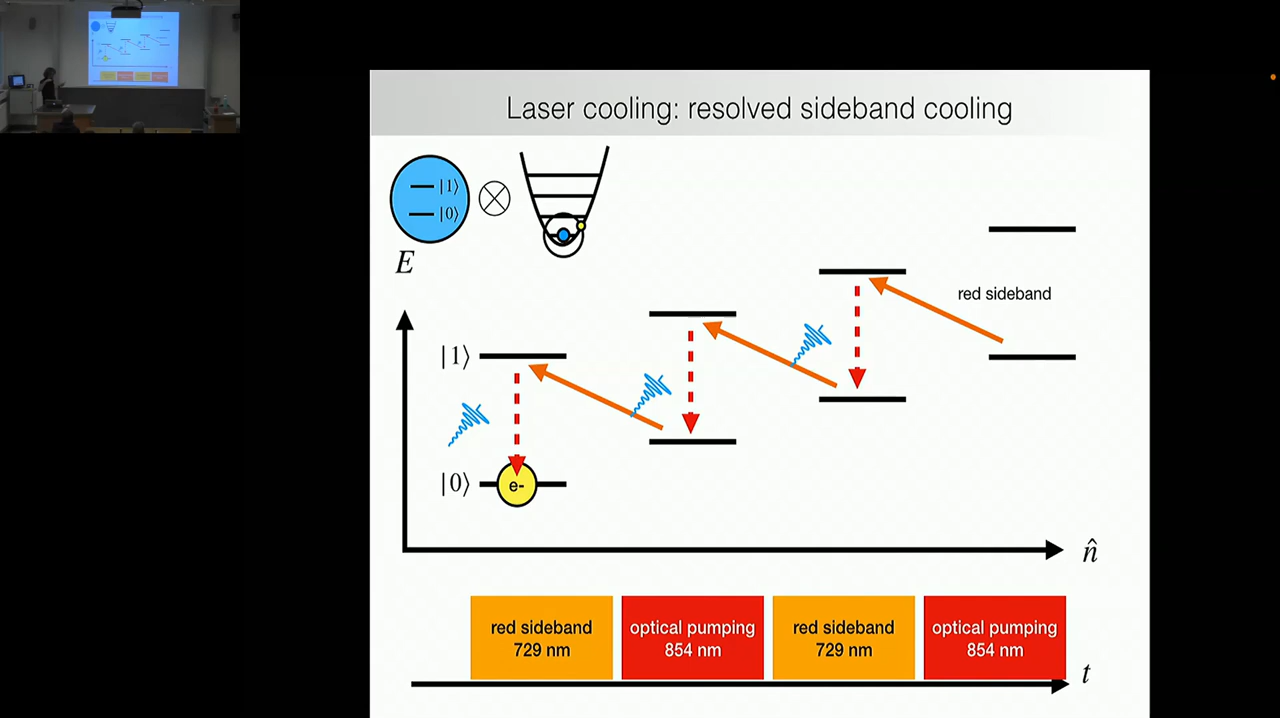 Laser cooling: resolved sideband cooling
|1⟩
|0⟩
E
red sideband
|1⟩
|0⟩
e-
n̂
red sideband
729 nm
optical pumping
854 nm
red sideband
729 nm
optical pumping
854 nm
t